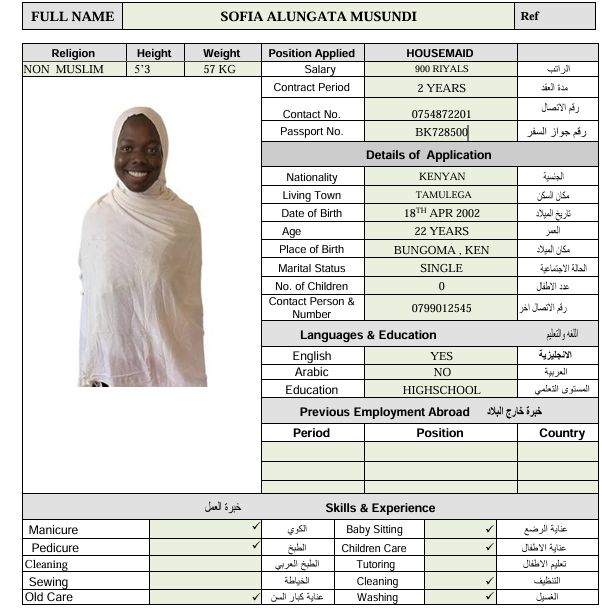 FULL NAME SOFIA ALUNGATA MUSUNDI Ref
Religion Height Weight Position Applied HOUSEMAID
NON MUSLIM 5’3 57 KG Salary 900 RIYALS الراتب
Contract Period 2 YEARS مدة العقد
Contact No. 0754872201 رقم الاتصال
Passport No. BK728500 رقم جواز السفر
Details of Application
Nationality KENYAN الجنسية
Living Town TAMULEGA مكان السكن
Date of Birth 18TH APR 2002 تاريخ الميلاد
Age 22 YEARS العمر
Place of Birth BUNGOMA , KEN مكان الميلاد
Marital Status SINGLE الحالة الاجتماعية
No. of Children 0 عدد الاطفال
Contact Person & Number 0799012545 رقم الاتصال اخر
Languages & Education اللغه والتعليم
English YES الانجليزية
Arabic NO العربية
Education HIGHSCHOOL المستوى التعلمي
Previous Employment Abroad خبرة خارج البلاد
Period Position Country
خبرة العمل Skills & Experience
Manicure ✓ الكوي Baby Sitting ✓ عناية الرضع
Pedicure ✓ الطبخ Children Care ✓ عناية الاطفال
Cleaning الطبخ العربي Tutoring تعليم الاطفال
Sewing الخياطة Cleaning ✓ التنظيف
Old Care ✓ عناية كبار السن Washing ✓ الغسيل